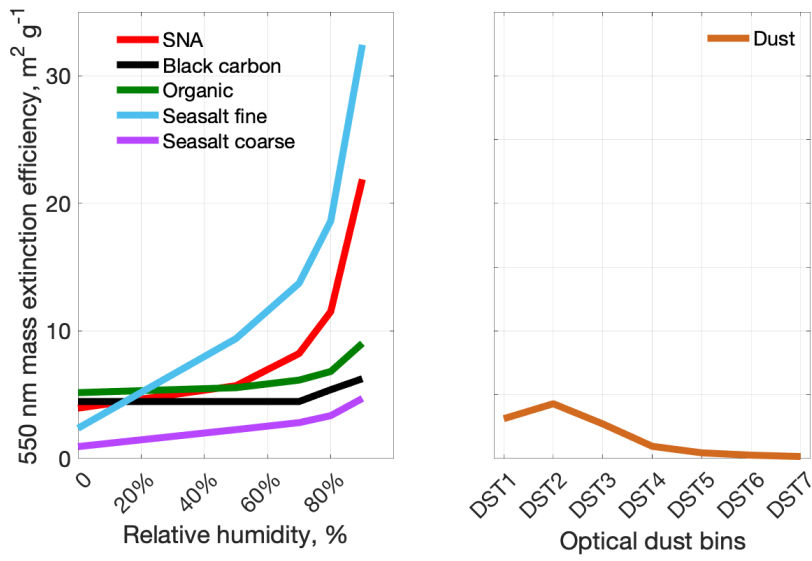 550 nm mass extinction efficiency, m² g⁻¹
30
20
10
0
SNA
Black carbon
Organic
Seasalt fine
Seasalt coarse
0
20%
40%
60%
80%
Relative humidity, %
Dust
DST1
DST2
DST3
DST4
DST5
DST6
DST7
Optical dust bins